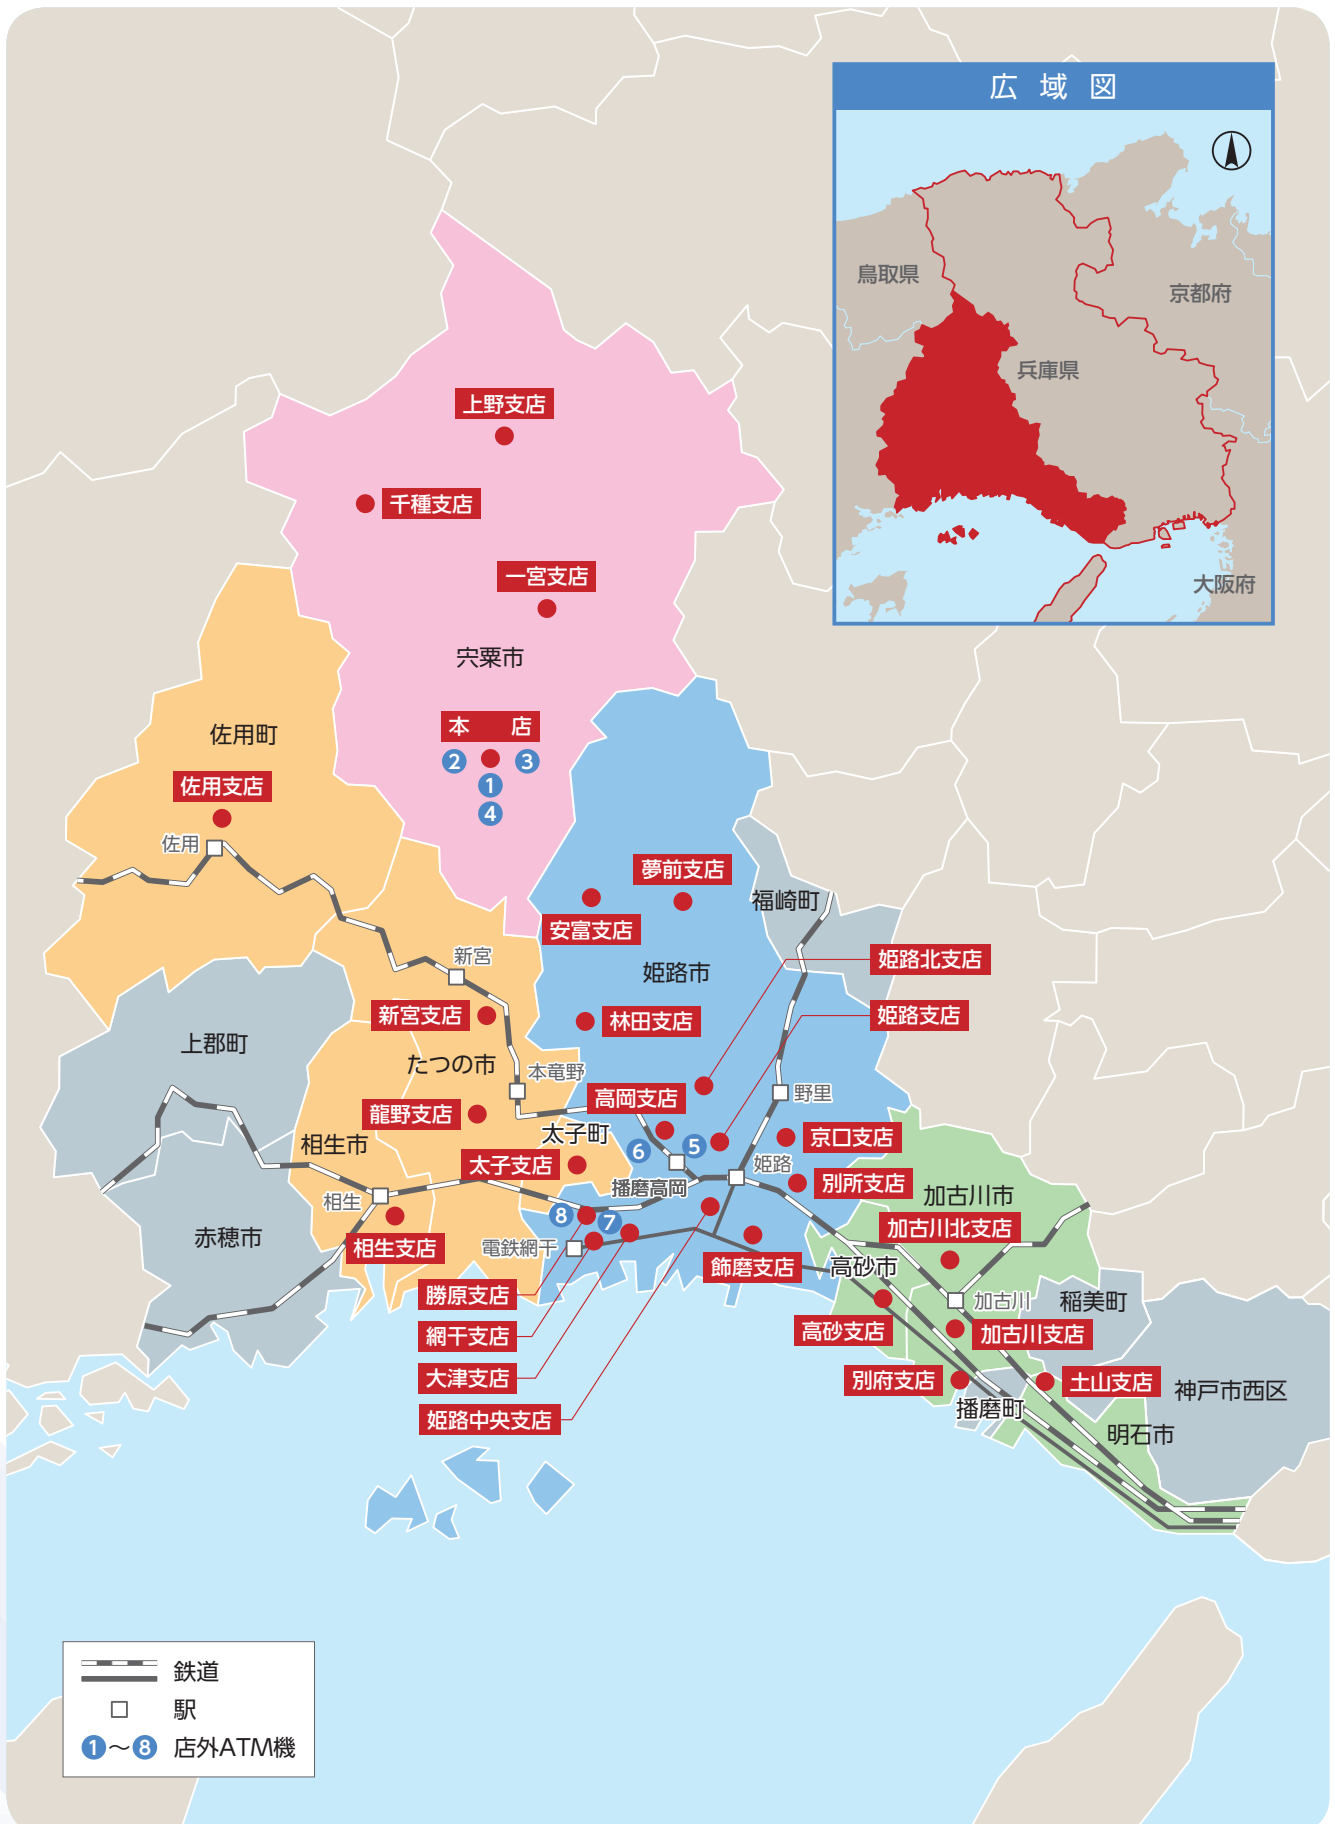 広域図
鳥取県
京都府
兵庫県
大阪府
上野支店
千種支店
一宮支店
宍粟市
本　店
2
3
1
4
佐用町
佐用支店
佐用
夢前支店
安富支店
福崎町
姫路市
姫路北支店
新宮
新宮支店
林田支店
姫路支店
上郡町
たつの市
本竜野
高岡支店
野里
龍野支店
太子町
相生市
6
5
京口支店
太子支店
姫路
別所支店
播磨高岡
相生
加古川市
赤穂市
8
7
相生支店
電鉄網干
加古川北支店
飾磨支店
高砂市
勝原支店
加古川
稲美町
網干支店
高砂支店
加古川支店
大津支店
別府支店
土山支店
神戸市西区
姫路中央支店
播磨町
明石市
鉄道
駅
1～8 店外ATM機